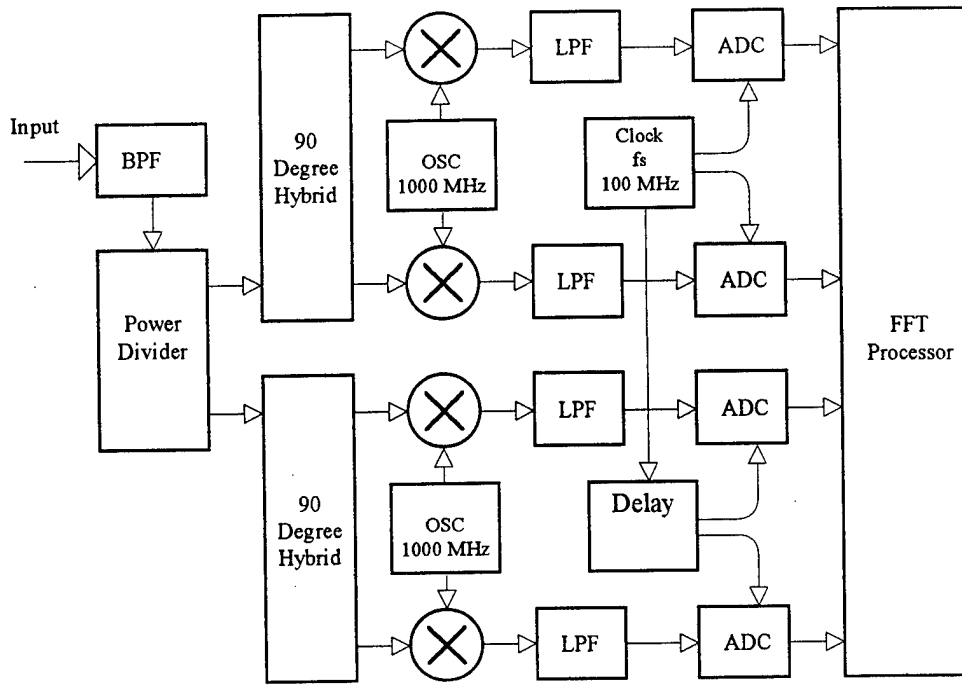 Input
BPF
Power
Divider
90
Degree
Hybrid
OSC
1000 MHz
LPF
ADC
Clock
fs
100 MHz
LPF
ADC
FFT
Processor
90
Degree
Hybrid
OSC
1000 MHz
LPF
ADC
Delay
LPF
ADC